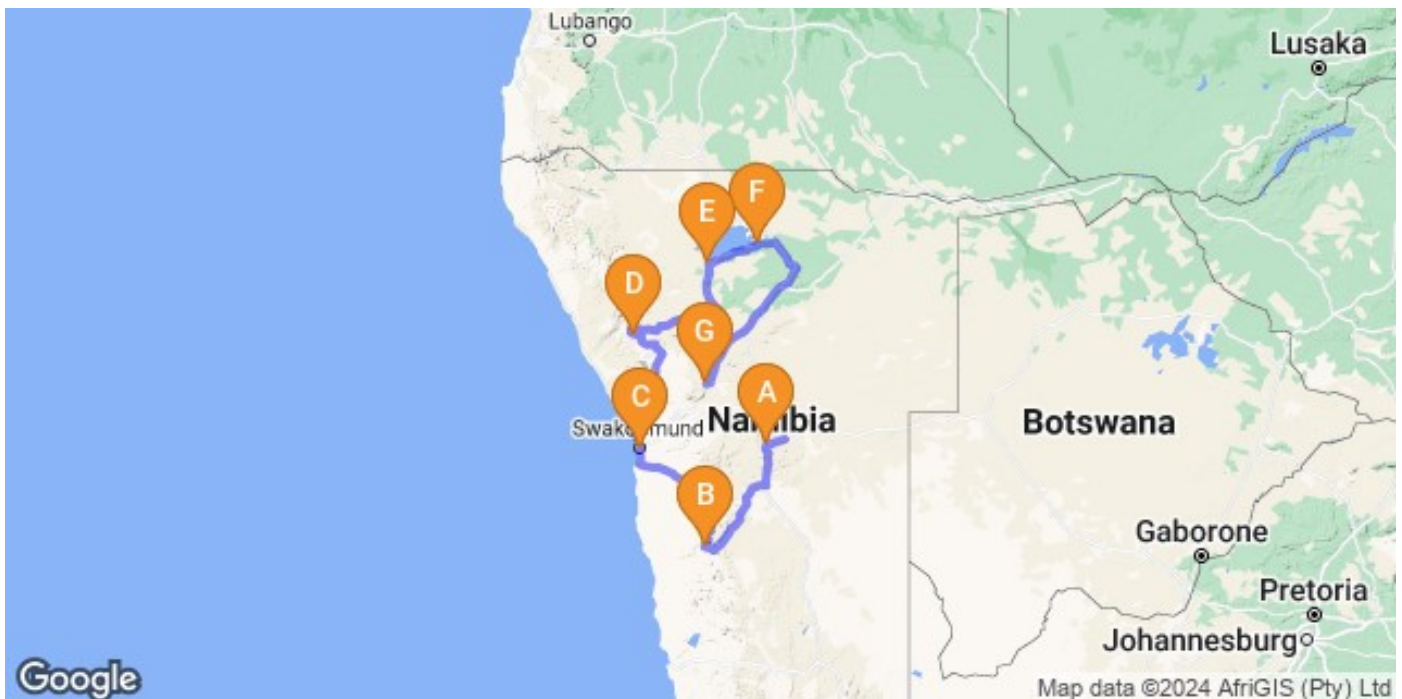 Lubango
Lusaka
F
E
D
G
A
C
Namibia
Swakopmund
Botswana
B
Gaborone
Pretoria
Johannesburg
Google
Map data ©2024 AfriGIS (Pty) Ltd